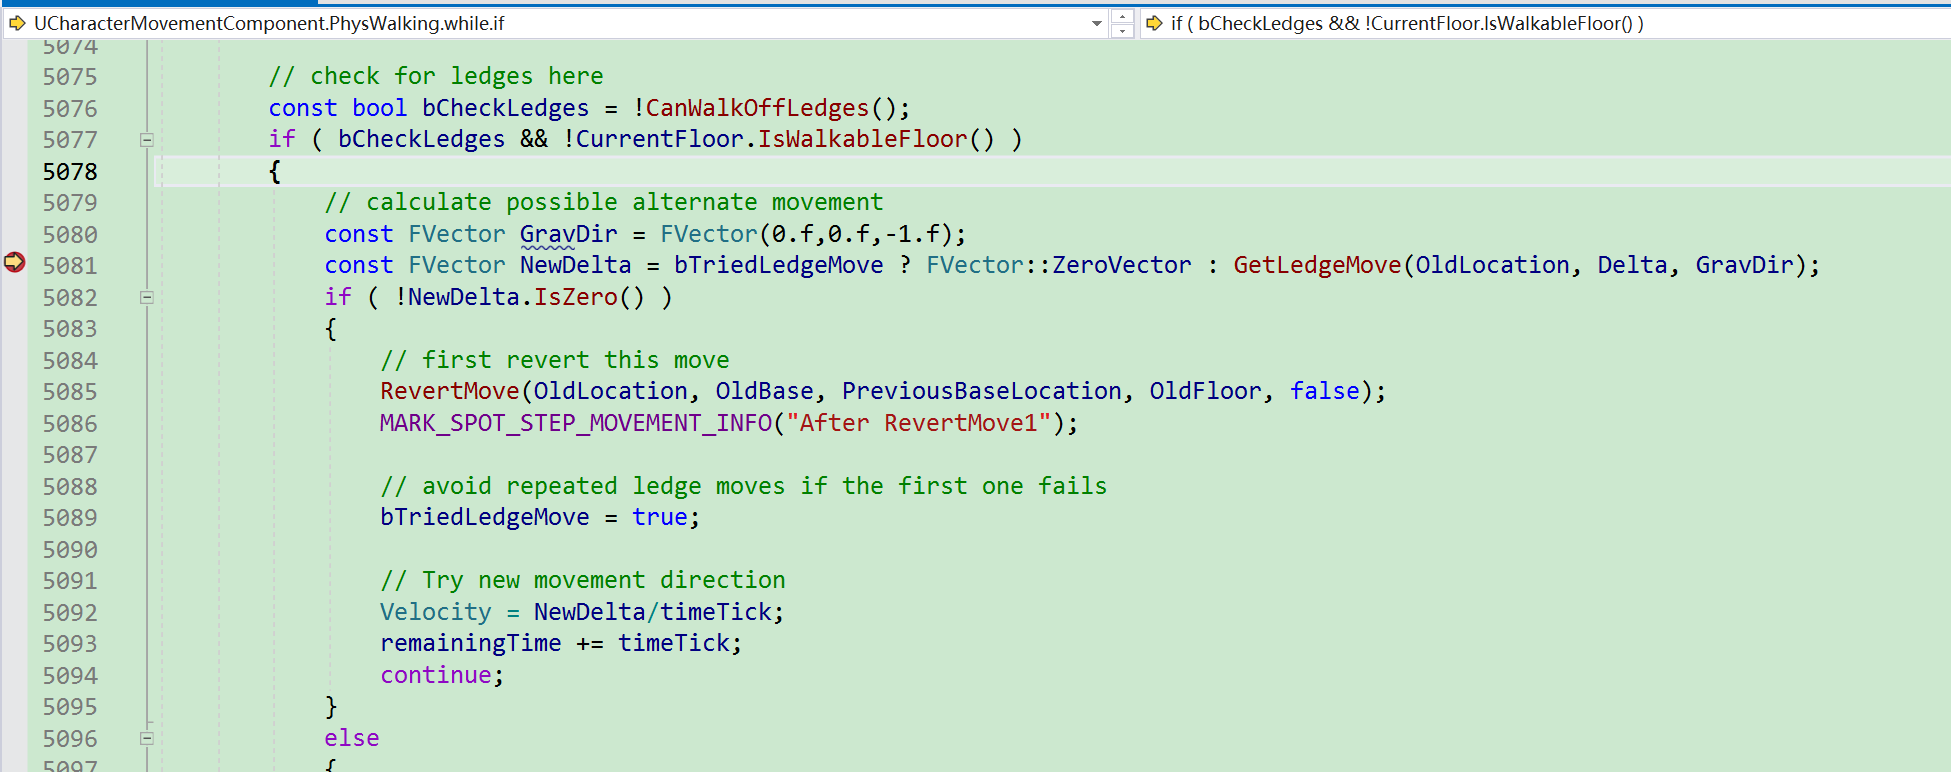 UCharacterMovementComponent.PhysWalking.while.if
if ( bCheckLedges && !CurrentFloor.IsWalkableFloor() )
5074
5075 // check for ledges here
5076 const bool bCheckLedges = !CanWalkOffLedges();
5077 if ( bCheckLedges && !CurrentFloor.IsWalkableFloor() )
5078 {
5079 // calculate possible alternate movement
5080 const FVector GravDir = FVector(0.f,0.f,-1.f);
5081 const FVector NewDelta = bTriedLedgeMove ? FVector::ZeroVector : GetLedgeMove(OldLocation, Delta, GravDir);
5082 if ( !NewDelta.IsZero() )
5083 {
5084 // first revert this move
5085 RevertMove(OldLocation, OldBase, PreviousBaseLocation, OldFloor, false);
5086 MARK_SPOT_STEP_MOVEMENT_INFO("After RevertMove1");
5087
5088 // avoid repeated ledge moves if the first one fails
5089 bTriedLedgeMove = true;
5090
5091 // Try new movement direction
5092 Velocity = NewDelta/timeTick;
5093 remainingTime += timeTick;
5094 continue;
5095 }
5096 else
5097 {